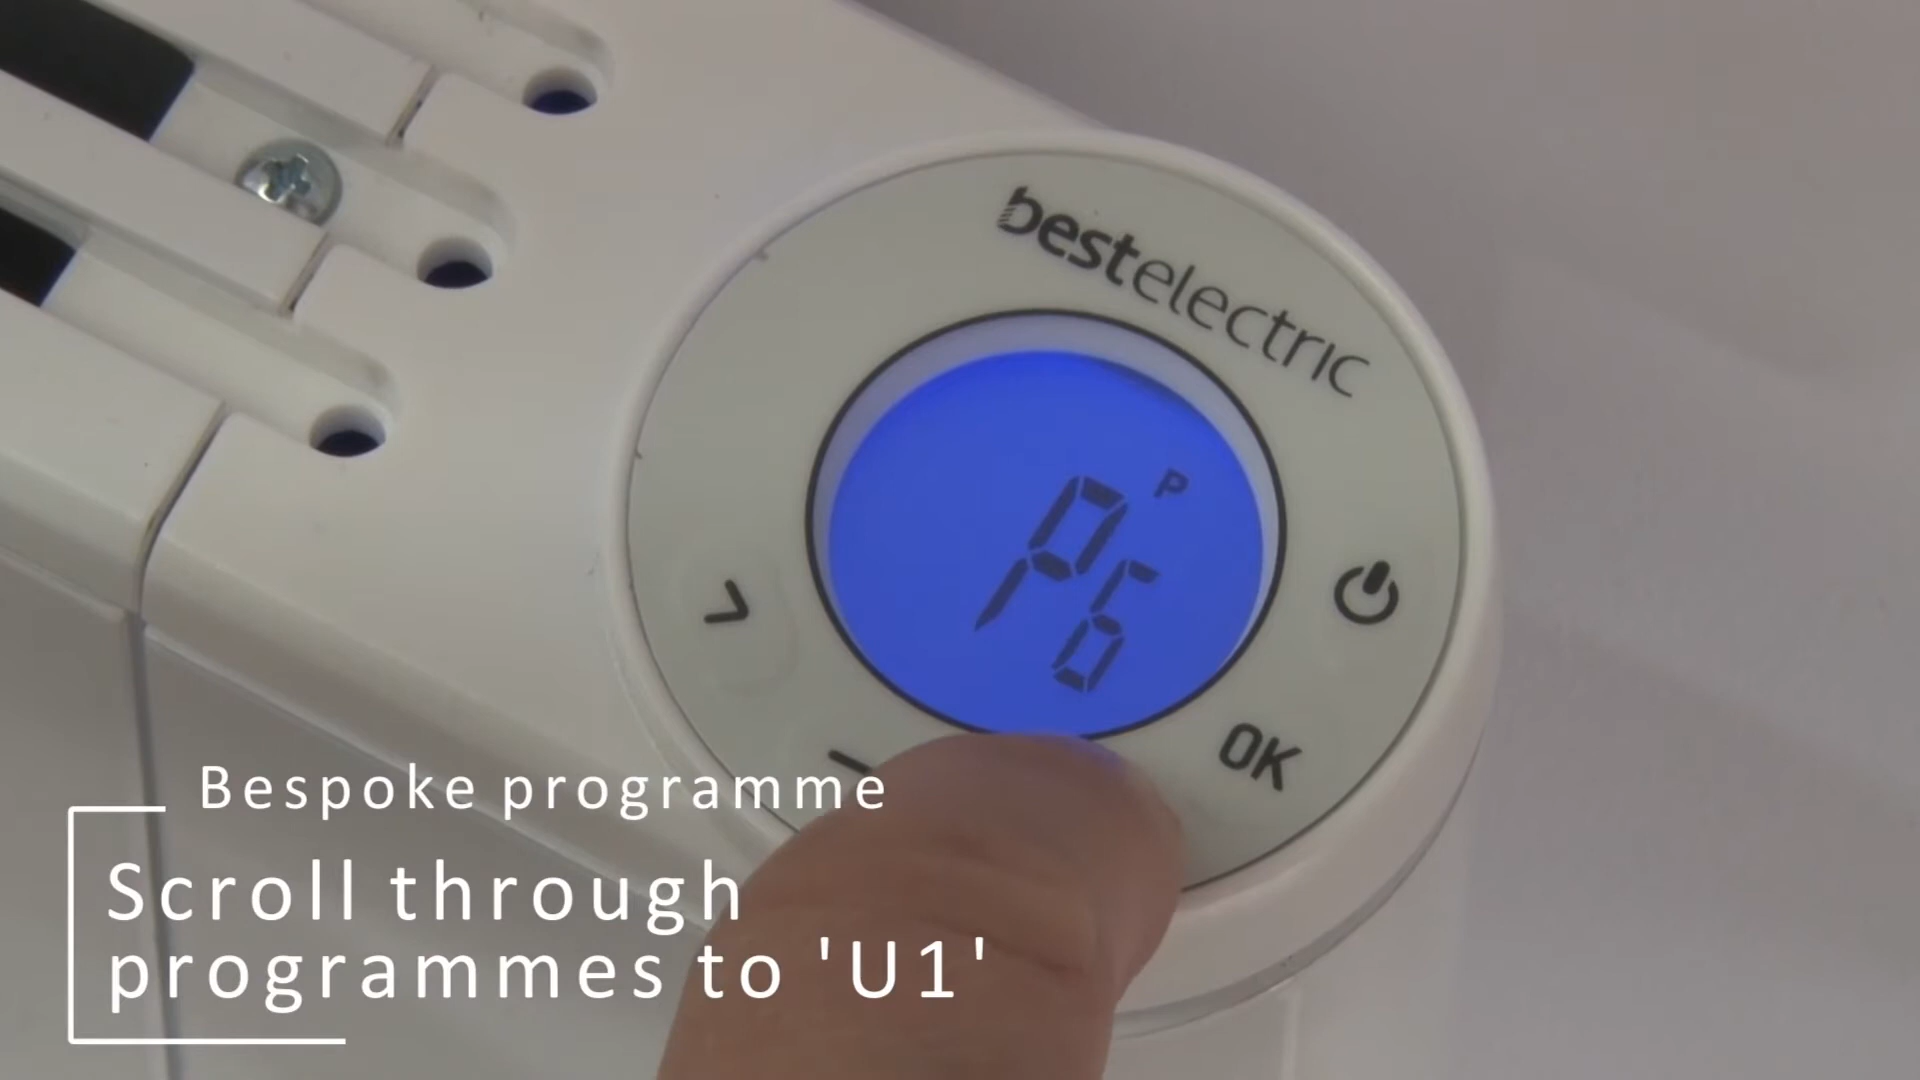 bestelectric
P
P6
OK
Bespoke programme
Scroll through
programmes to 'U1'